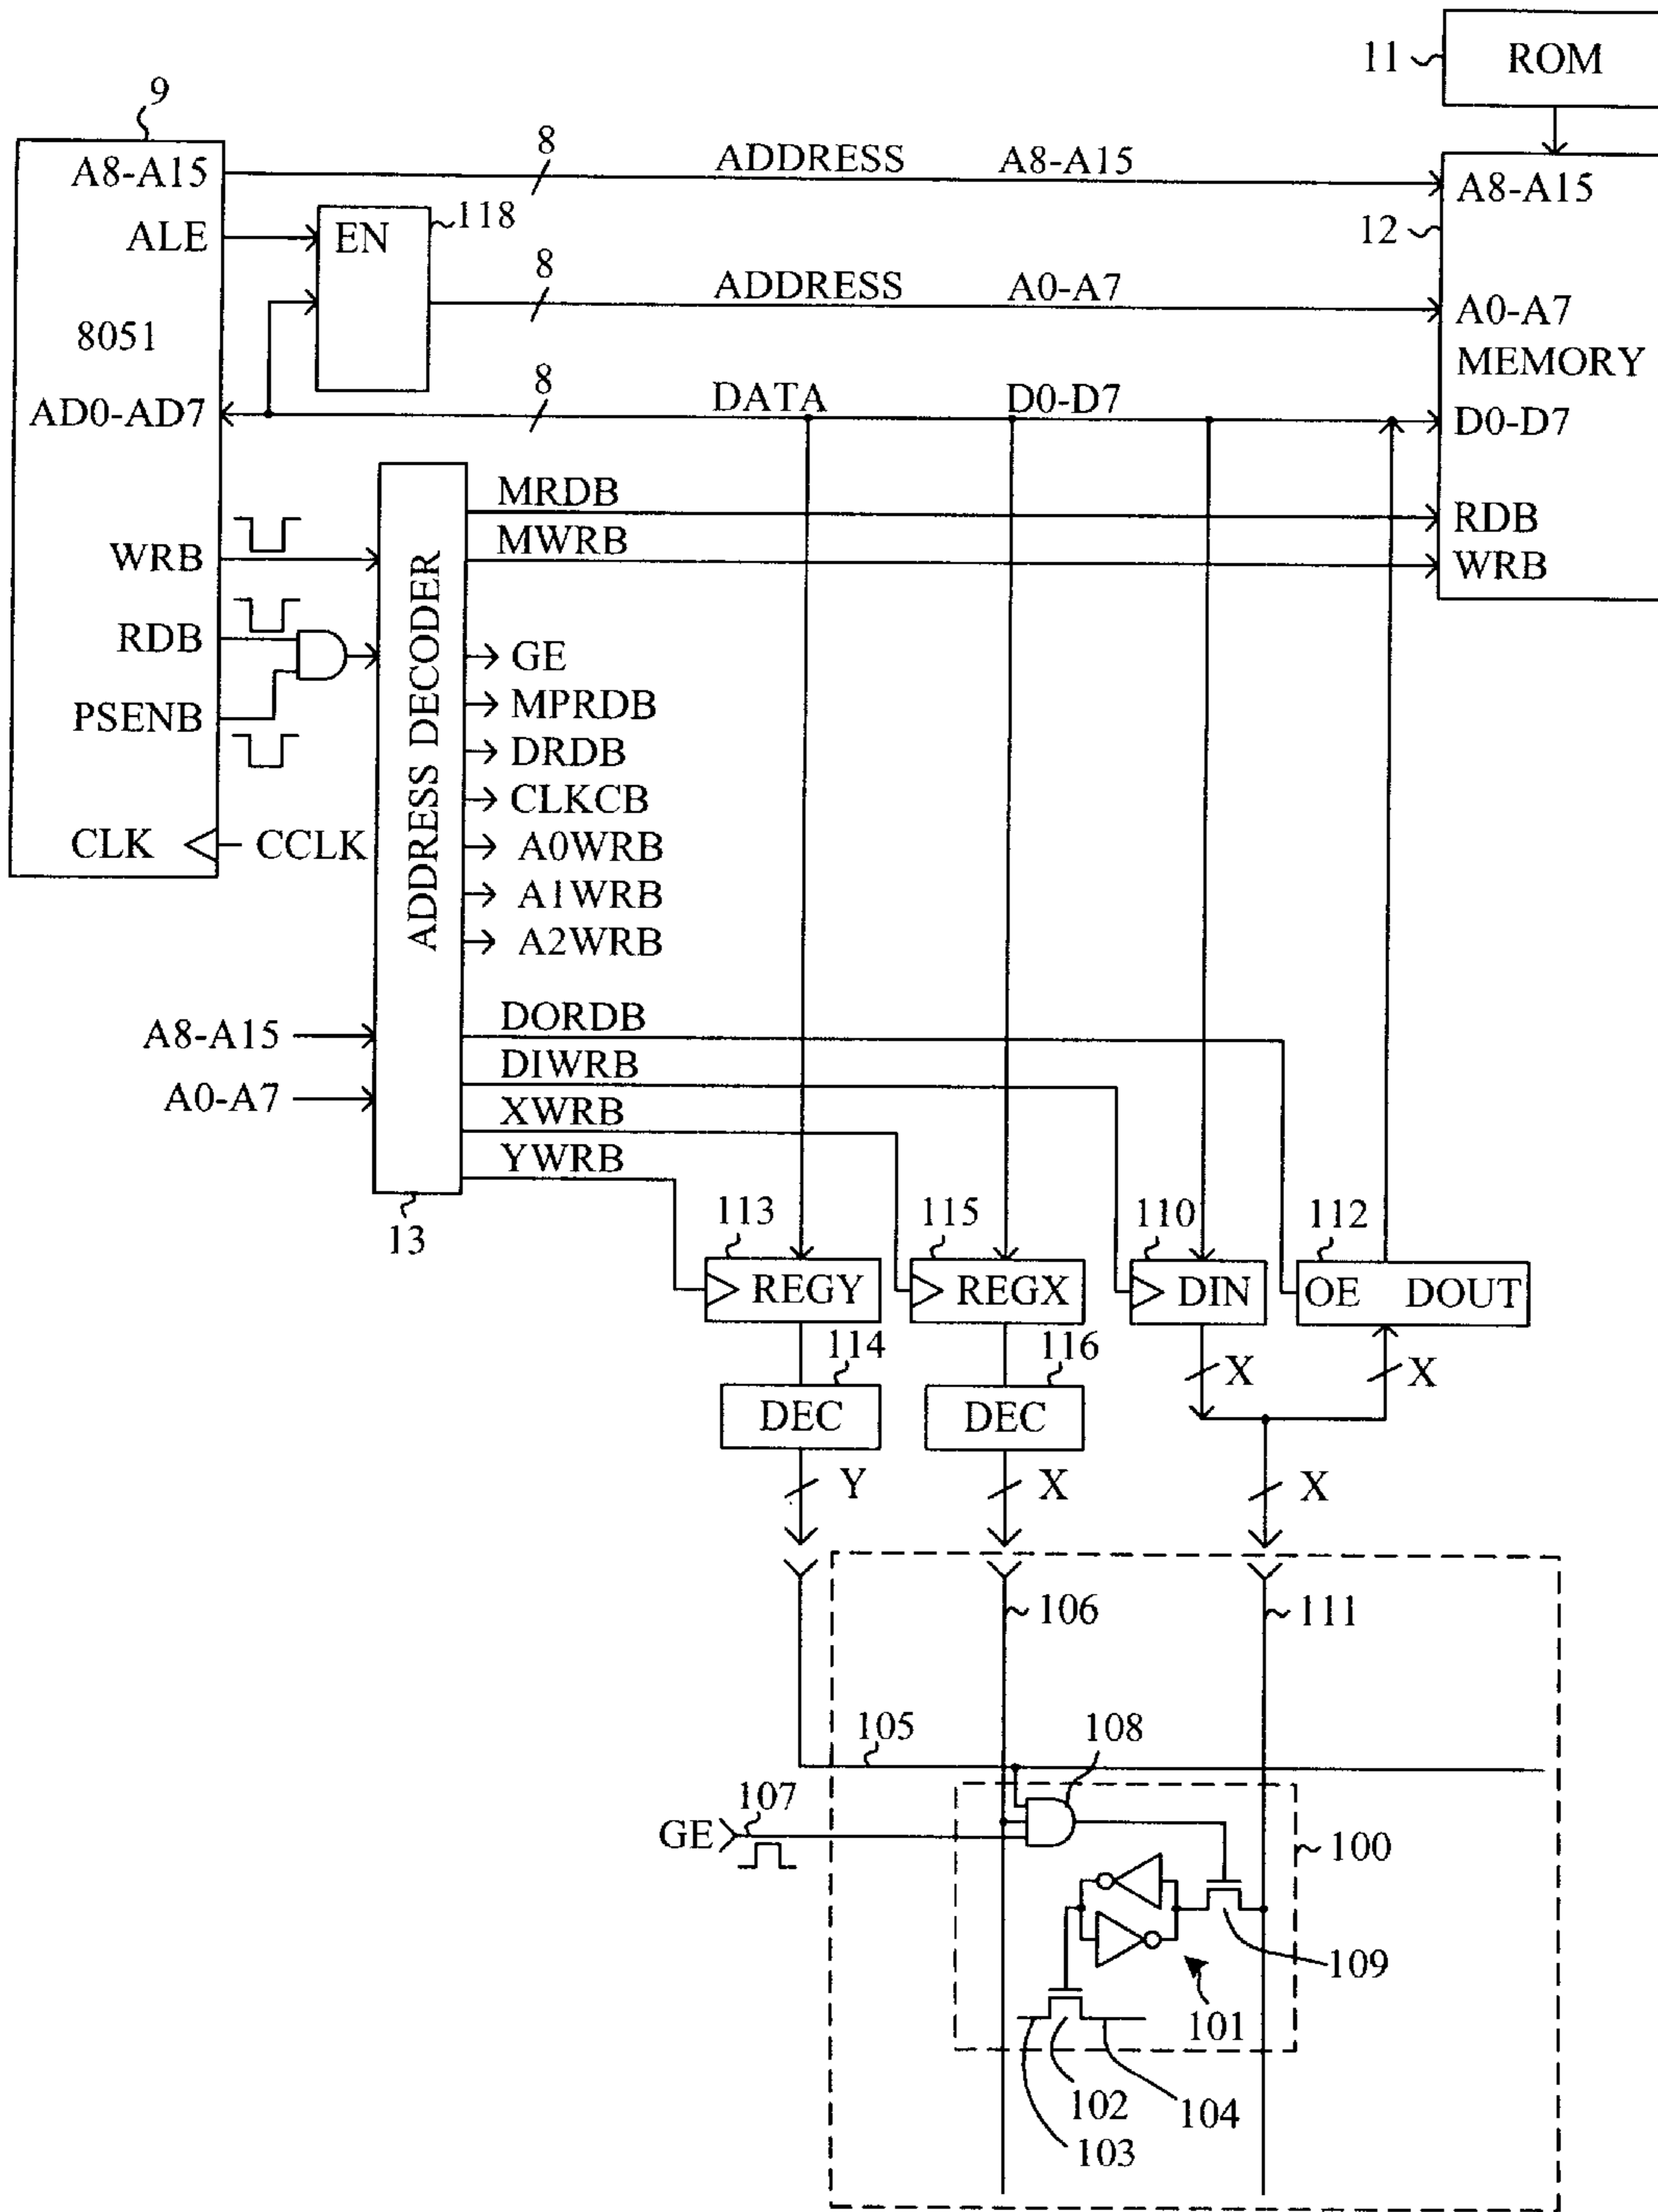 11 ROM
9
A8-A15 8 ADDRESS A8-A15 A8-A15
ALE EN 118 12
8 ADDRESS A0-A7 A0-A7
8051 MEMORY
AD0-AD7 8 DATA D0-D7 D0-D7
MRDB RDB
WRB MWRB WRB
RDB GE
PSENB MPRDB
DRDB
CLKCB
CLK CCLK A0WRB
A1WRB
A2WRB
ADDRESS DECODER
A8-A15 DORDB
A0-A7 DIWRB
XWRB
YWRB
13 113 115 110 112
REGY REGX DIN OE DOUT
114 116 X X
DEC DEC
Y X X
106 111
105 108
GE 107
100
109
101
102 104
103